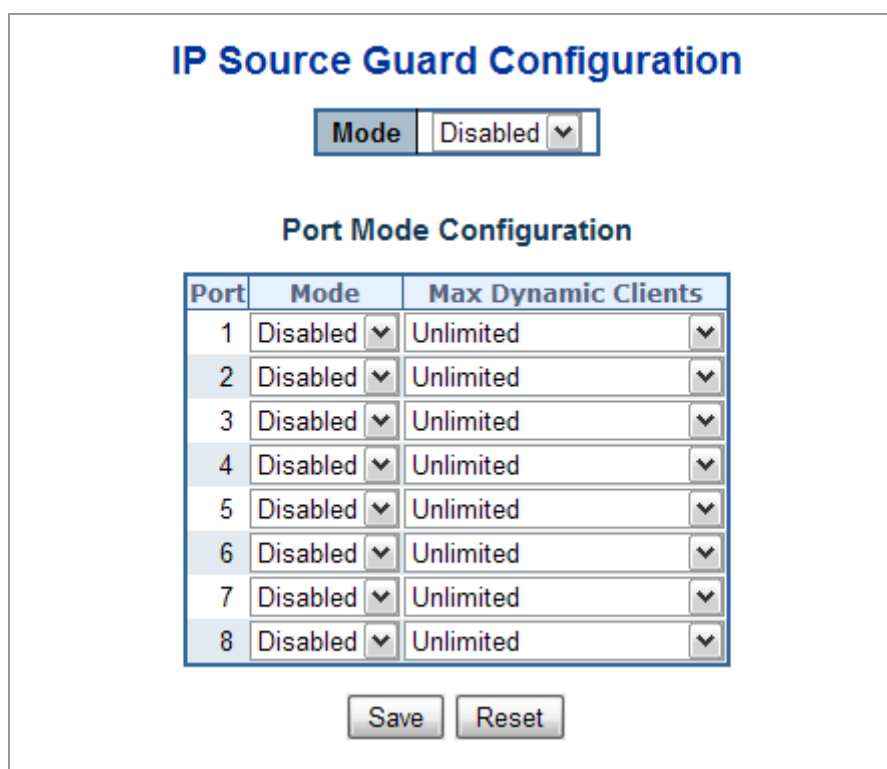 IP Source Guard Configuration
Mode Disabled
Port Mode Configuration
Port Mode Max Dynamic Clients
1 Disabled Unlimited
2 Disabled Unlimited
3 Disabled Unlimited
4 Disabled Unlimited
5 Disabled Unlimited
6 Disabled Unlimited
7 Disabled Unlimited
8 Disabled Unlimited
Save Reset